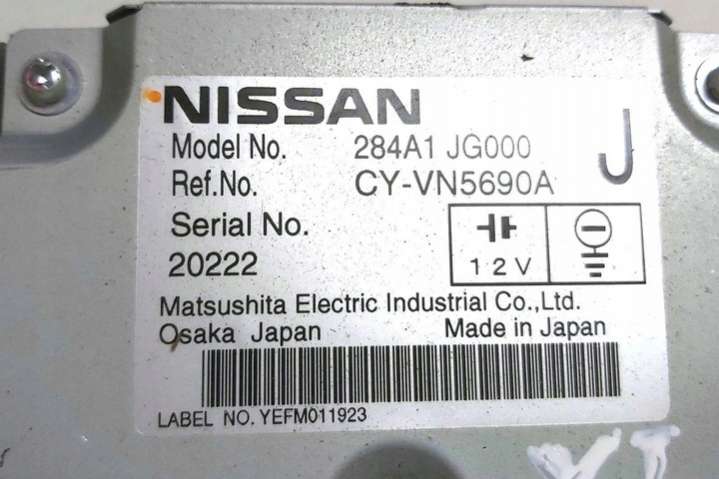 NISSAN
Model No. 284A1 JG000 J
Ref.No. CY-VN5690A
Serial No.
20222
12V
Matsushita Electric Industrial Co.,Ltd.
Osaka Japan Made in Japan
LABEL NO. YEFM011923